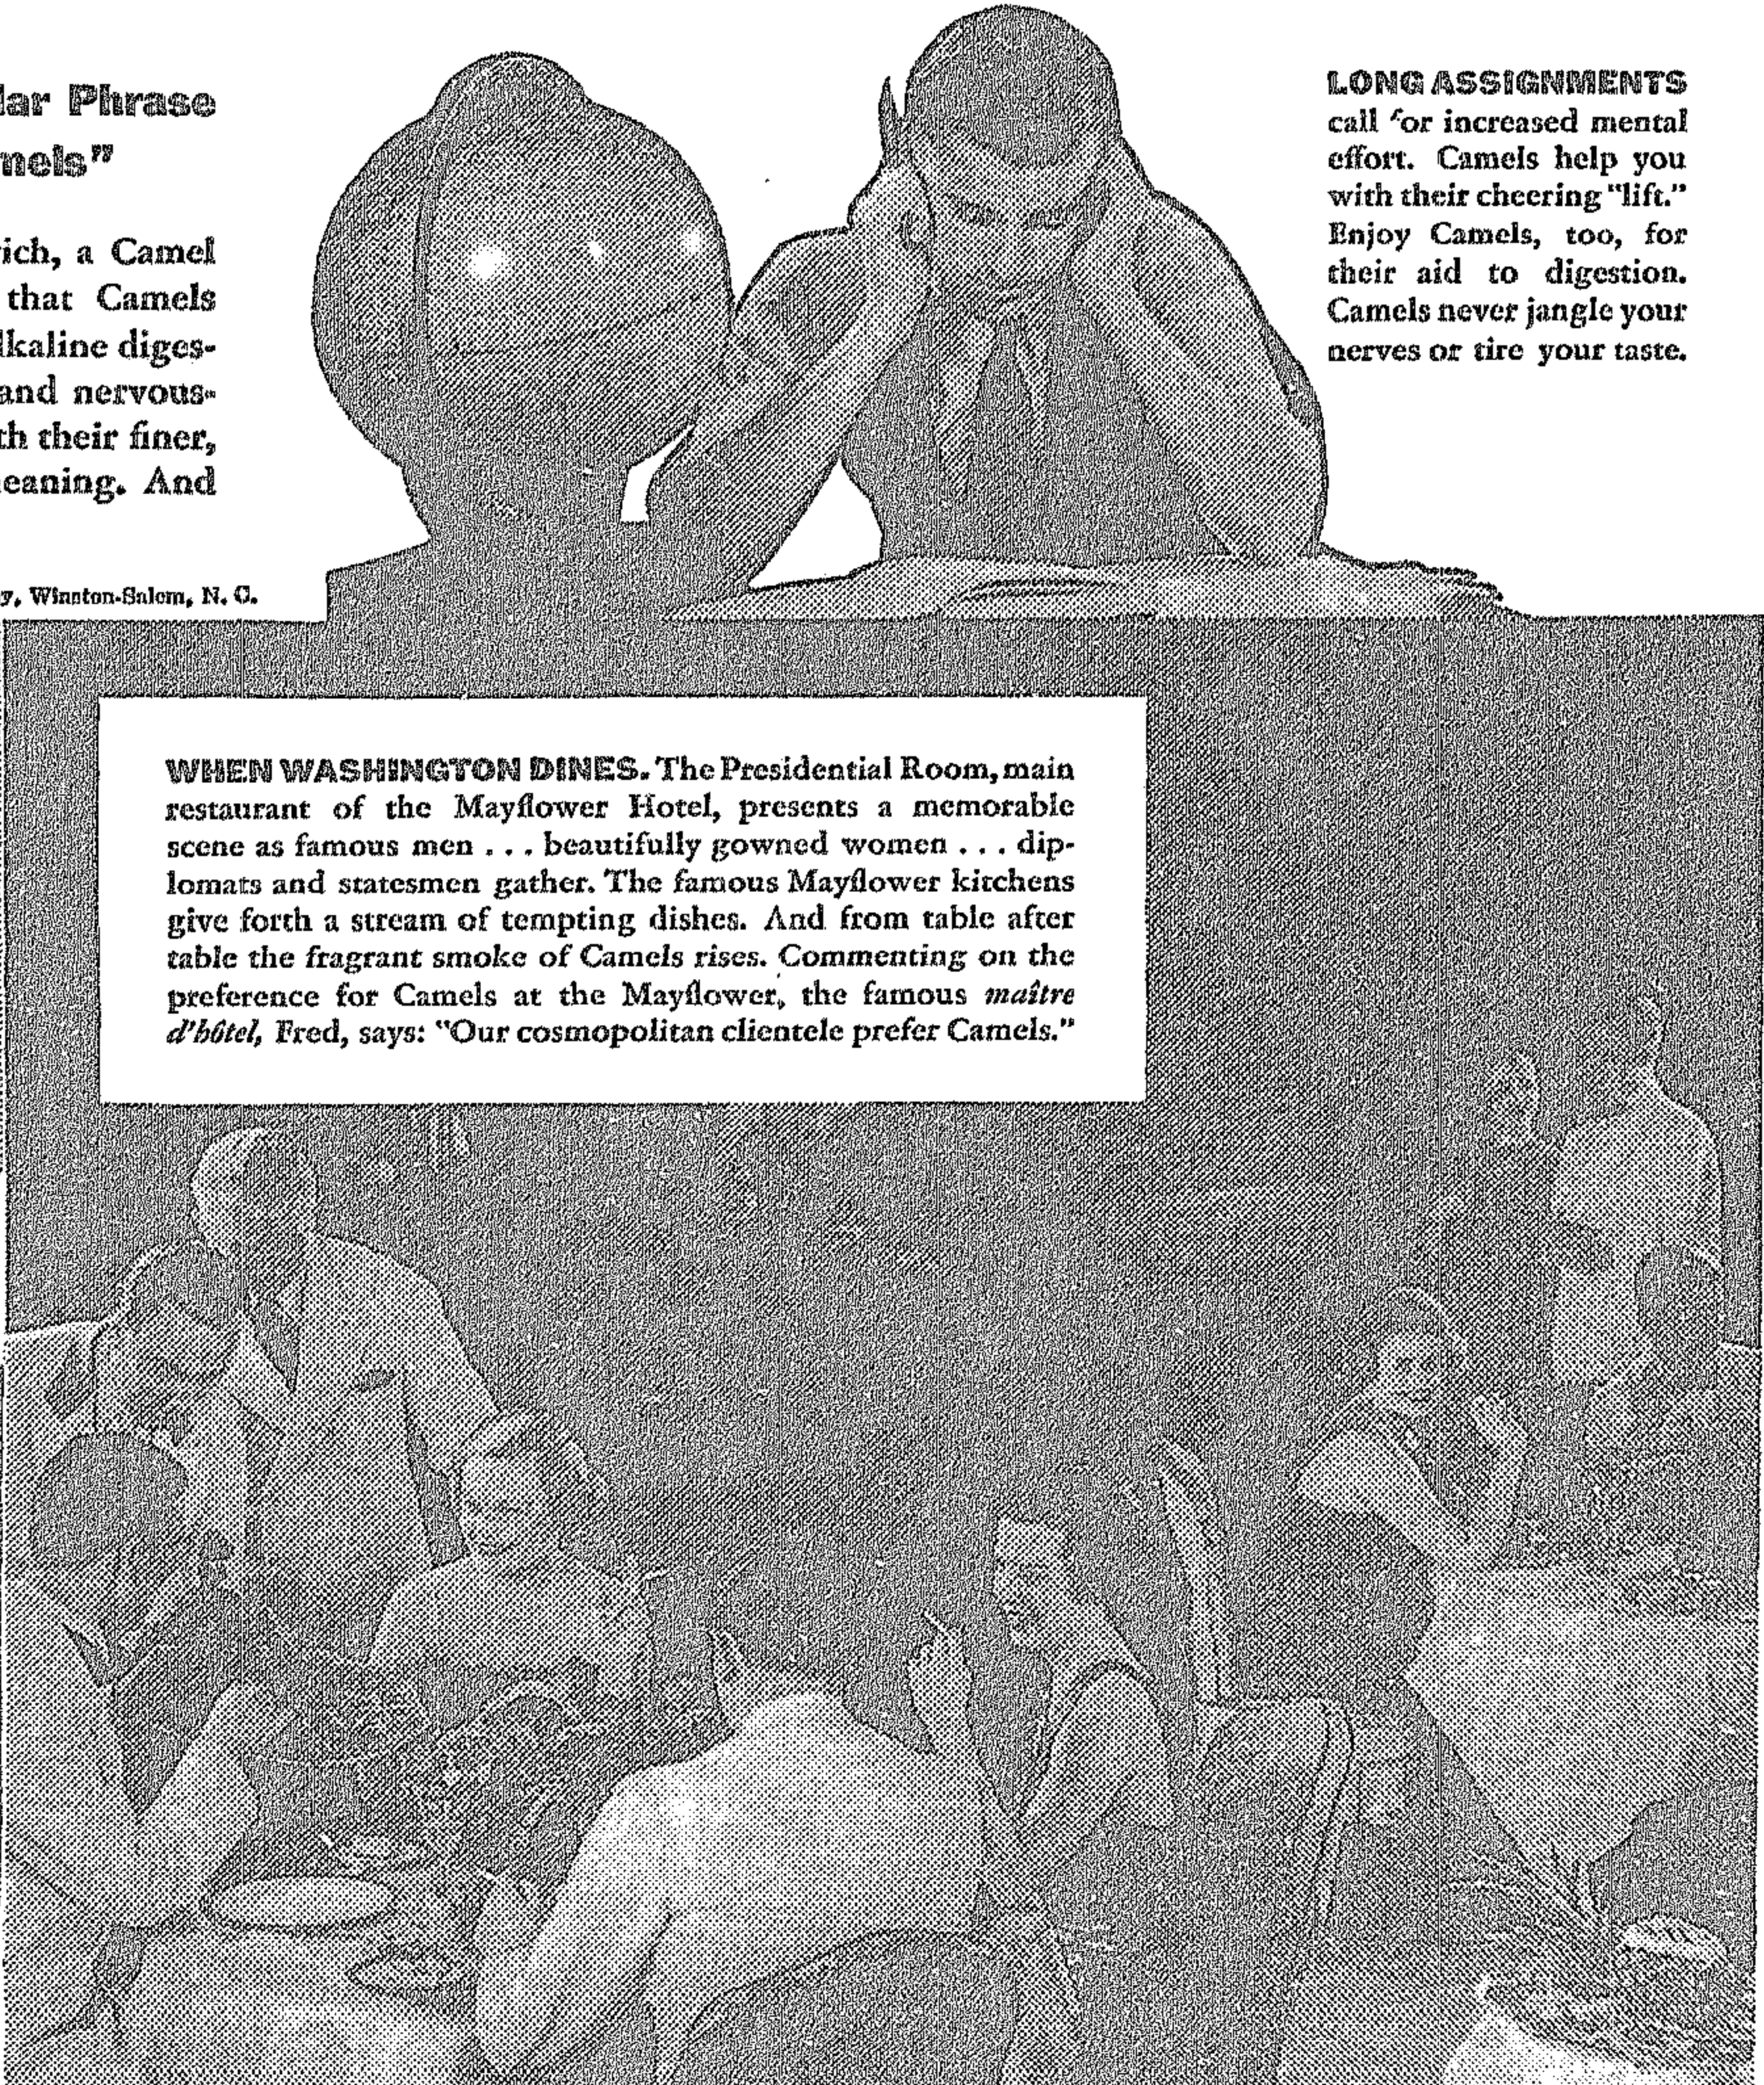 lar Phrase
nels"
ich, a Camel
that Camels
lkaline diges-
and nervous-
th their finer,
eaning. And
y, Winston-Salem, N. C.
LONG ASSIGNMENTS
call for increased mental
effort. Camels help you
with their cheering "lift."
Enjoy Camels, too, for
their aid to digestion.
Camels never jangle your
nerves or tire your taste.
WHEN WASHINGTON DINES. The Presidential Room, main
restaurant of the Mayflower Hotel, presents a memorable
scene as famous men . . . beautifully gowned women . . . dip-
lomats and statesmen gather. The famous Mayflower kitchens
give forth a stream of tempting dishes. And from table after
table the fragrant smoke of Camels rises. Commenting on the
preference for Camels at the Mayflower, the famous maître
d'hôtel, Fred, says: "Our cosmopolitan clientele prefer Camels."